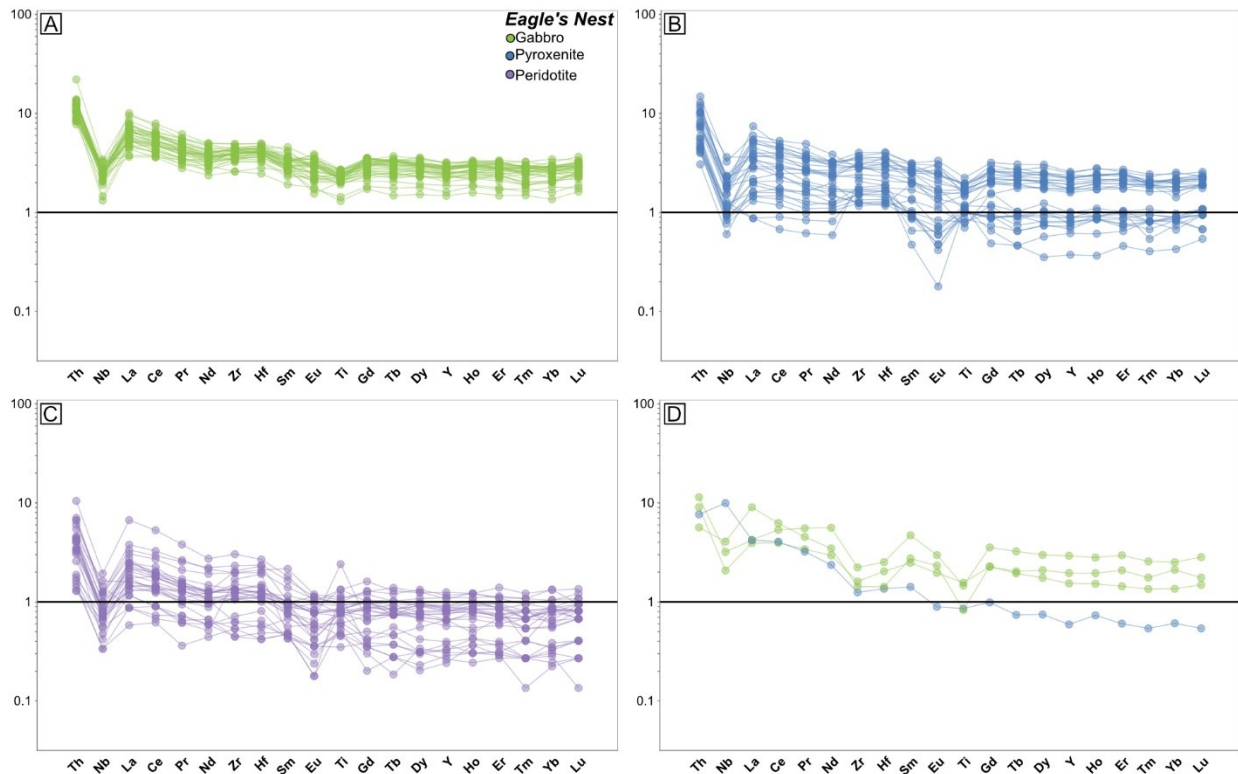 A
Eagle's Nest
Gabbro
Pyroxenite
Peridotite
100
10
1
0.1
Th Nb La Ce Pr Nd Zr Hf Sm Eu Ti Gd Tb Dy Y Ho Er Tm Yb Lu
B
100
10
1
0.1
Th Nb La Ce Pr Nd Zr Hf Sm Eu Ti Gd Tb Dy Y Ho Er Tm Yb Lu
C
100
10
1
0.1
Th Nb La Ce Pr Nd Zr Hf Sm Eu Ti Gd Tb Dy Y Ho Er Tm Yb Lu
D
100
10
1
0.1
Th Nb La Ce Pr Nd Zr Hf Sm Eu Ti Gd Tb Dy Y Ho Er Tm Yb Lu